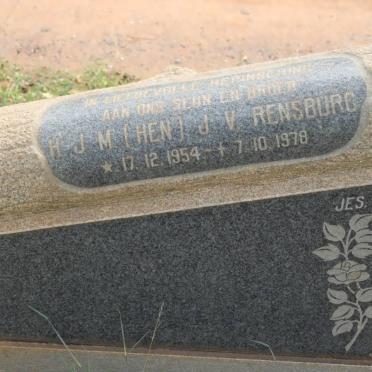 IN LIEFDEVOLLE HERINNERING
AAN ONS SEUN EN BROER
H J M (HEN) J V RENSBURG
* 17.12.1954 - + 7.10.1978
JES